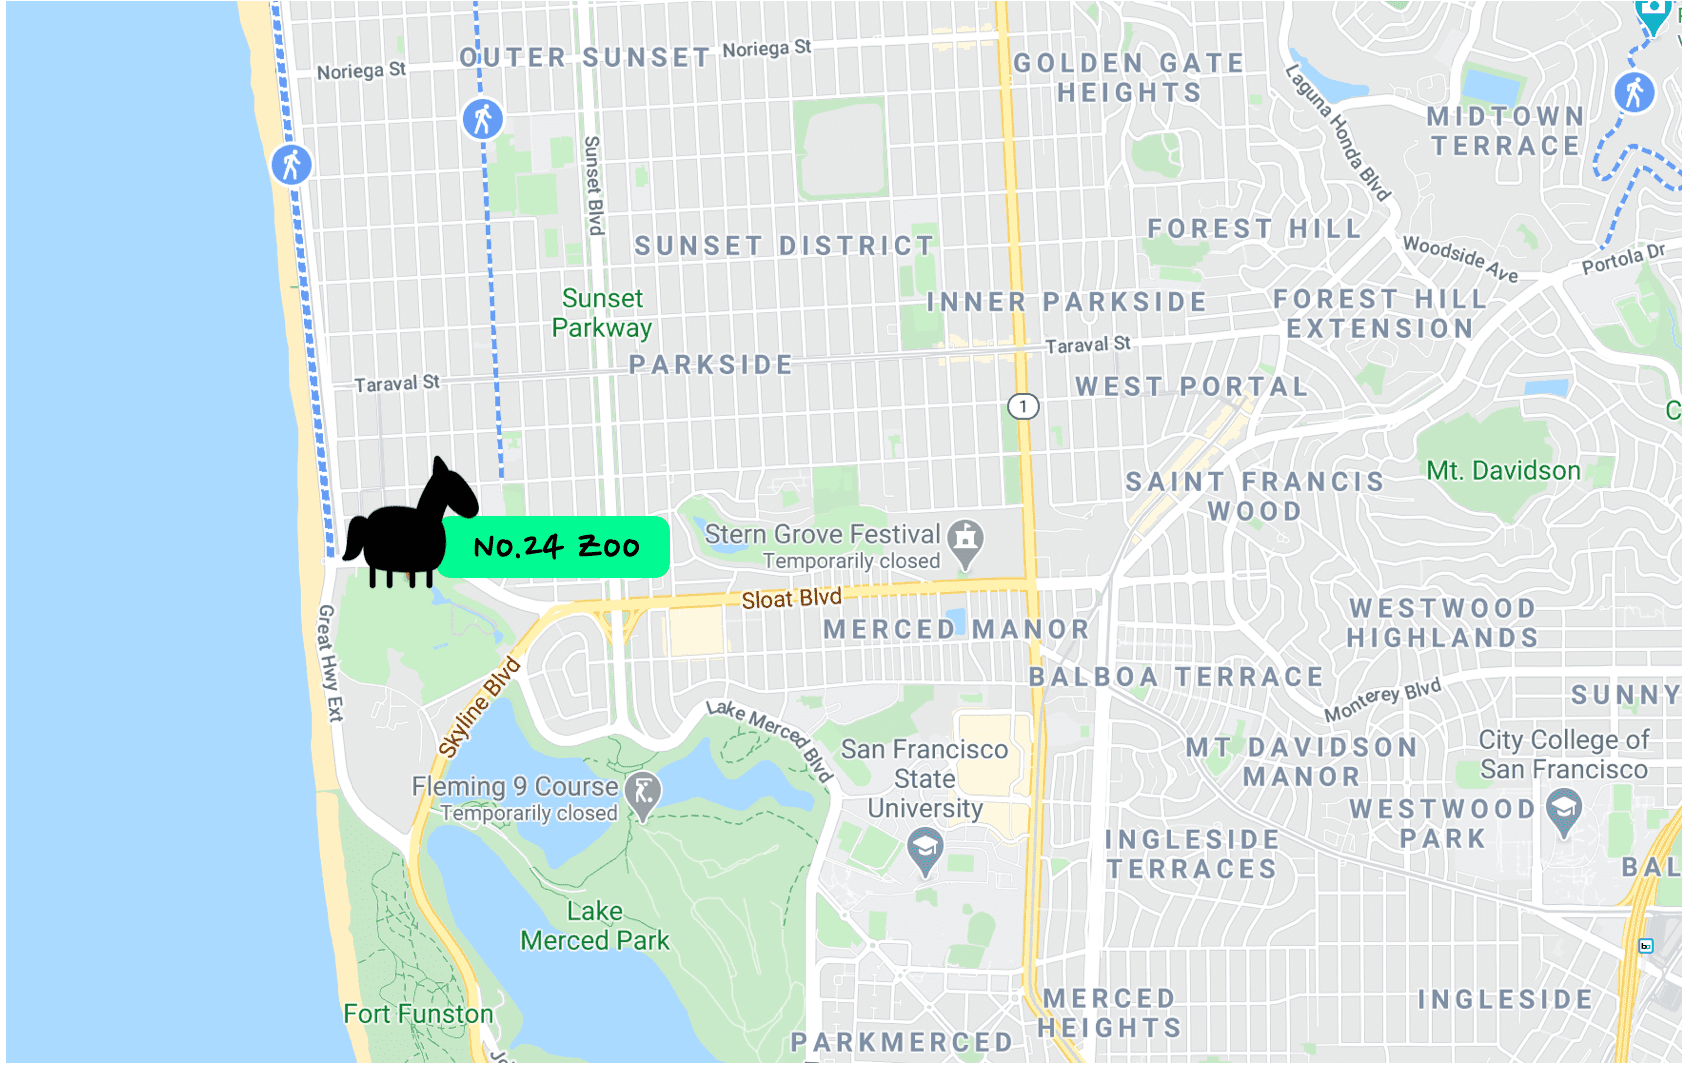 OUTER SUNSET
Noriega St
Noriega St
GOLDEN GATE
HEIGHTS
Laguna Honda Blvd
MIDTOWN
TERRACE
Sunset Blvd
SUNSET DISTRICT
FOREST HILL
Woodside Ave
Portola Dr
Sunset
Parkway
INNER PARKSIDE
FOREST HILL
EXTENSION
Taraval St
PARKSIDE
Taraval St
WEST PORTAL
1
SAINT FRANCIS
WOOD
Mt. Davidson
No.24 Zoo
Stern Grove Festival
Temporarily closed
Sloat Blvd
MERCED MANOR
WESTWOOD
HIGHLANDS
Great Hwy Ext
Skyline Blvd
BALBOA TERRACE
Monterey Blvd
SUNNY
Lake Merced Blvd
San Francisco
State
University
MT DAVIDSON
MANOR
City College of
San Francisco
Fleming 9 Course
Temporarily closed
WESTWOOD
PARK
INGLESIDE
TERRACES
BAL
Lake
Merced Park
Fort Funston
MERCED
HEIGHTS
INGLESIDE
PARKMERCED